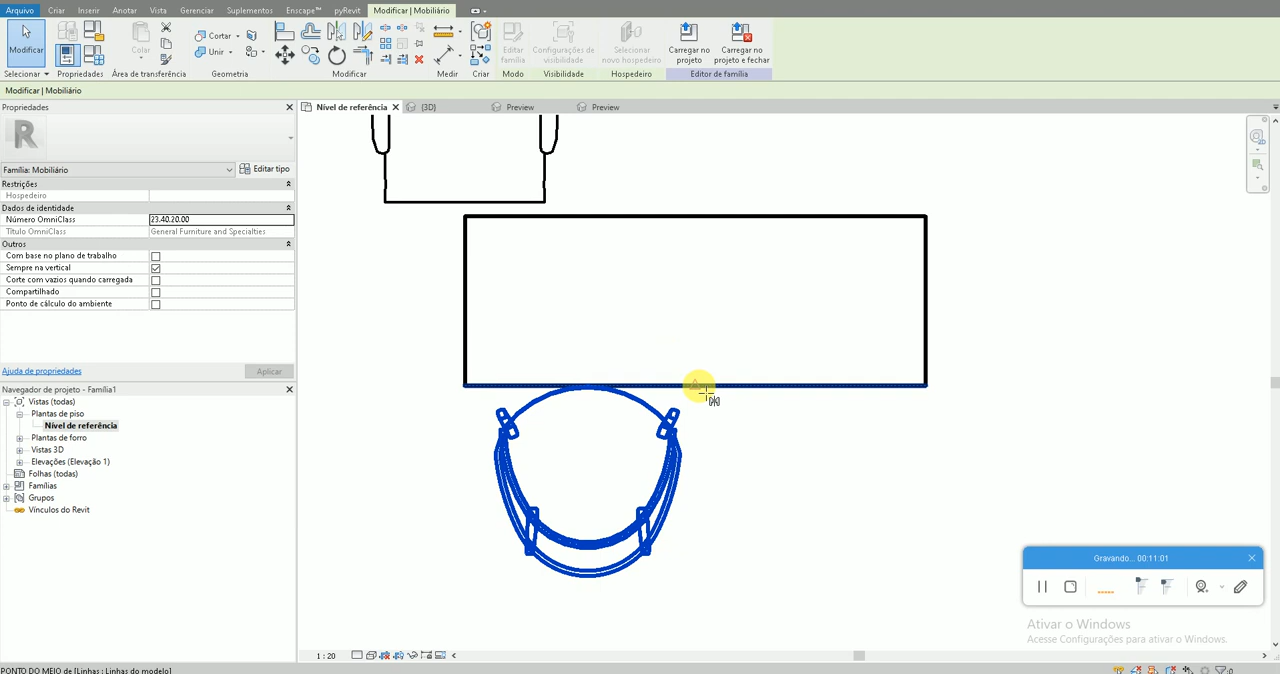 Arquivo Criar Inserir Anotar Vista Gerenciar Suplementos Enscape™ pyRevit Modificar | Mobiliário
Modificar
Colar
Cortar
Unir
Editar família
Configurações de visibilidade
Selecionar novo hospedeiro
Carregar no projeto
Carregar no projeto e fechar
Selecionar Propriedades Área de transferência Geometria Modificar Medir Criar Modo Visibilidade Hospedeiro Editor de família
Modificar | Mobiliário
Propriedades
Nível de referência
{3D}
Preview
Preview
R
Família: Mobiliário
Editar tipo
Restrições
Hospedeiro
Dados de identidade
Número OmniClass 23.40.20.00
Título OmniClass General Furniture and Specialties
Outros
Com base no plano de trabalho
Sempre na vertical
Corte com vazios quando carregada
Compartilhado
Ponto de cálculo do ambiente
Ajuda de propriedades
Aplicar
Navegador de projeto - Família1
Vistas (todas)
Plantas de piso
Nível de referência
Plantas de forro
Vistas 3D
Elevações (Elevação 1)
Folhas (todas)
Famílias
Grupos
Vínculos do Revit
Gravando... 00:11:01
Ativar o Windows
Acesse Configurações para ativar o Windows.
1 : 20
PONTO DO MEIO de [Linhas : Linhas do modelo]
:0